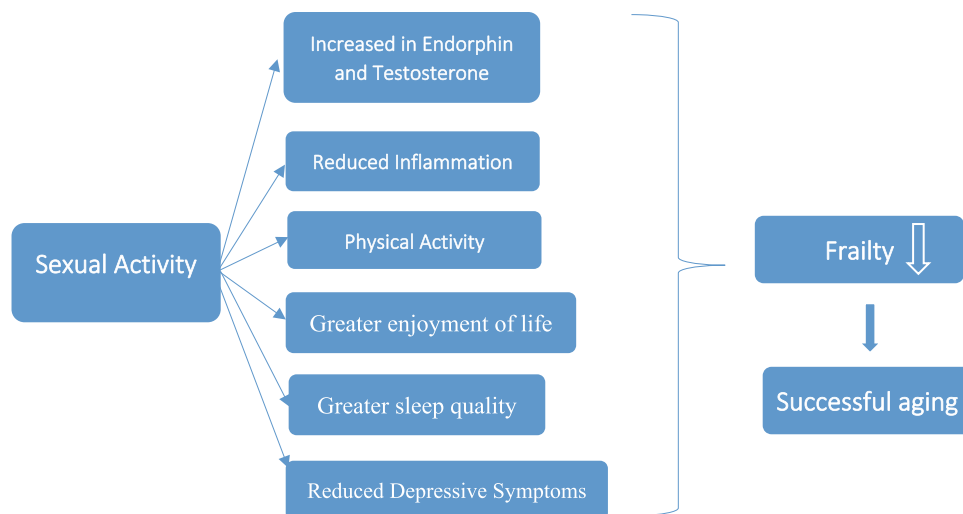 Increased in Endorphin
and Testosterone
Reduced Inflammation
Physical Activity
Sexual Activity
Greater enjoyment of life
Greater sleep quality
Reduced Depressive Symptoms
Frailty
Successful aging